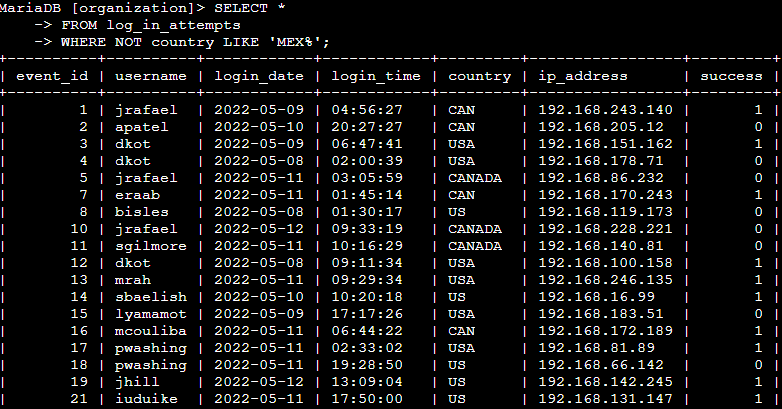 MariaDB [organization]> SELECT *
    -> FROM log_in_attempts
    -> WHERE NOT country LIKE 'MEX%';
+----------+----------+------------+------------+---------+-----------------+---------+
| event_id | username | login_date | login_time | country | ip_address      | success |
+----------+----------+------------+------------+---------+-----------------+---------+
|        1 | jrafael  | 2022-05-09 | 04:56:27   | CAN     | 192.168.243.140 |       1 |
|        2 | apatel   | 2022-05-10 | 20:27:27   | CAN     | 192.168.205.12  |       0 |
|        3 | dkot     | 2022-05-09 | 06:47:41   | USA     | 192.168.151.162 |       1 |
|        4 | dkot     | 2022-05-08 | 02:00:39   | USA     | 192.168.178.71  |       0 |
|        5 | jrafael  | 2022-05-11 | 03:05:59   | CANADA  | 192.168.86.232  |       0 |
|        7 | eraab    | 2022-05-11 | 01:45:14   | CAN     | 192.168.170.243 |       1 |
|        8 | bisles   | 2022-05-08 | 01:30:17   | US      | 192.168.119.173 |       0 |
|       10 | jrafael  | 2022-05-12 | 09:33:19   | CANADA  | 192.168.228.221 |       0 |
|       11 | sgilmore | 2022-05-11 | 10:16:29   | CANADA  | 192.168.140.81  |       0 |
|       12 | dkot     | 2022-05-08 | 09:11:34   | USA     | 192.168.100.158 |       1 |
|       13 | mrah     | 2022-05-11 | 09:29:34   | USA     | 192.168.246.135 |       1 |
|       14 | sbaelish | 2022-05-10 | 10:20:18   | US      | 192.168.16.99   |       1 |
|       15 | lyamamot | 2022-05-09 | 17:17:26   | USA     | 192.168.183.51  |       0 |
|       16 | mcouliba | 2022-05-11 | 06:44:22   | CAN     | 192.168.172.189 |       1 |
|       17 | pwashing | 2022-05-11 | 02:33:02   | USA     | 192.168.81.89   |       1 |
|       18 | pwashing | 2022-05-11 | 19:28:50   | US      | 192.168.66.142  |       0 |
|       19 | jhill    | 2022-05-12 | 13:09:04   | US      | 192.168.142.245 |       1 |
|       21 | iuduike  | 2022-05-11 | 17:50:00   | US      | 192.168.131.147 |       1 |